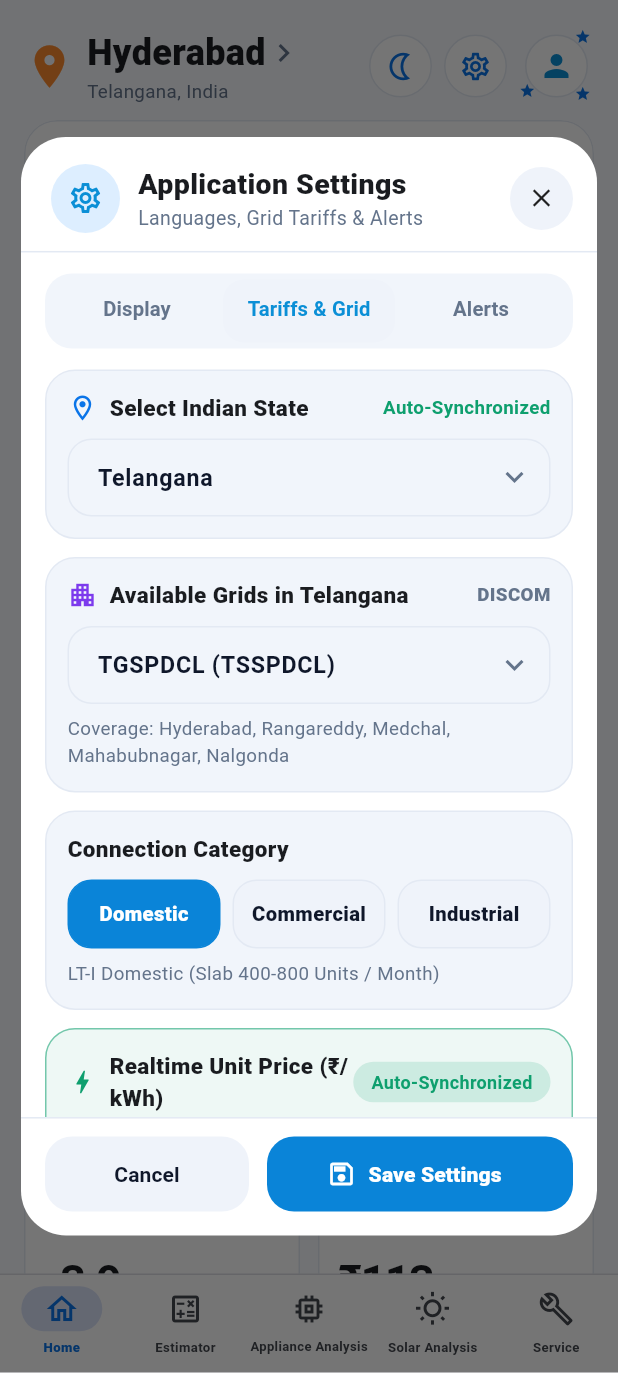 Hyderabad
Telangana, India
Application Settings
Languages, Grid Tariffs & Alerts
Display
Tariffs & Grid
Alerts
Select Indian State
Auto-Synchronized
Telangana
Available Grids in Telangana
DISCOM
TGSPDCL (TSSPDCL)
Coverage: Hyderabad, Rangareddy, Medchal,
Mahabubnagar, Nalgonda
Connection Category
Domestic
Commercial
Industrial
LT-I Domestic (Slab 400-800 Units / Month)
Realtime Unit Price (₹/
kWh)
Auto-Synchronized
Cancel
Save Settings
Home
Estimator
Appliance Analysis
Solar Analysis
Service